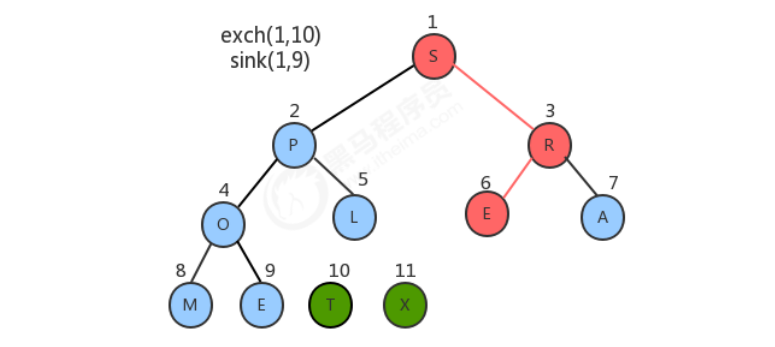 exch(1,10)
sink(1,9)
1
S
2
3
P
R
4
5
6
7
O
L
E
A
8
9
10
11
M
E
T
X
黑马程序员
www.itheima.com